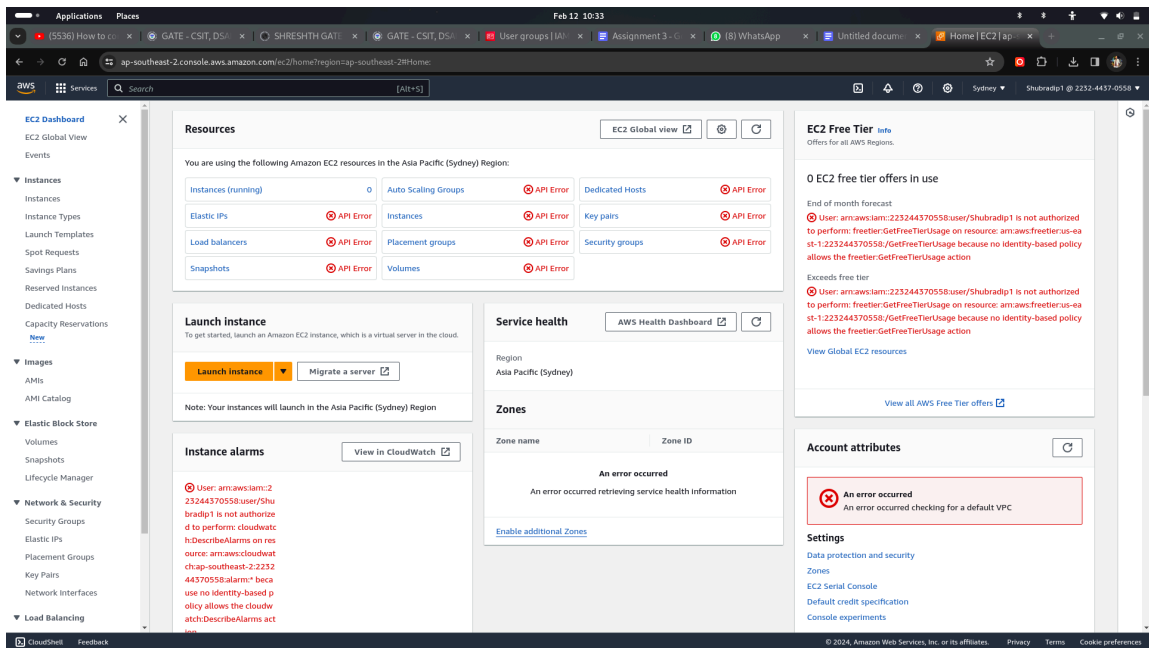 Applications Places
Feb 12 10:33
(5536) How to co
GATE - CSIT, DSA
SHRESHTH GATE
GATE - CSIT, DSA
User groups | IAM
Assignment 3 - G
(8) WhatsApp
Untitled docume
Home | EC2 | ap-
ap-southeast-2.console.aws.amazon.com/ec2/home?region=ap-southeast-2#Home:
aws Services Search [Alt+S] Sydney Shubradip1 @ 2232-4437-0558
EC2 Dashboard
EC2 Global View
Events
Instances
Instances
Instance Types
Launch Templates
Spot Requests
Savings Plans
Reserved Instances
Dedicated Hosts
Capacity Reservations
New
Images
AMIs
AMI Catalog
Elastic Block Store
Volumes
Snapshots
Lifecycle Manager
Network & Security
Security Groups
Elastic IPs
Placement Groups
Key Pairs
Network Interfaces
Load Balancing
Resources
EC2 Global view
You are using the following Amazon EC2 resources in the Asia Pacific (Sydney) Region:
Instances (running) 0 Auto Scaling Groups API Error Dedicated Hosts API Error
Elastic IPs API Error Instances API Error Key pairs API Error
Load balancers API Error Placement groups API Error Security groups API Error
Snapshots API Error Volumes API Error
Launch instance
To get started, launch an Amazon EC2 instance, which is a virtual server in the cloud.
Launch instance Migrate a server
Note: Your instances will launch in the Asia Pacific (Sydney) Region
Instance alarms
View in CloudWatch
User: arn:aws:iam::2
23244370558:user/Shu
bradip1 is not authorize
d to perform: cloudwatc
h:DescribeAlarms on res
ource: arn:aws:cloudwat
ch:ap-southeast-2:2232
44370558:alarm:* beca
use no identity-based p
olicy allows the cloudw
atch:DescribeAlarms act
ion
Service health
AWS Health Dashboard
Region
Asia Pacific (Sydney)
Zones
Zone name Zone ID
An error occurred
An error occurred retrieving service health information
Enable additional Zones
EC2 Free Tier Info
Offers for all AWS Regions.
0 EC2 free tier offers in use
End of month forecast
User: arn:aws:iam::223244370558:user/Shubradip1 is not authorized
to perform: freetier:GetFreeTierUsage on resource: arn:aws:freetier:us-ea
st-1:223244370558:/GetFreeTierUsage because no identity-based policy
allows the freetier:GetFreeTierUsage action
Exceeds free tier
User: arn:aws:iam::223244370558:user/Shubradip1 is not authorized
to perform: freetier:GetFreeTierUsage on resource: arn:aws:freetier:us-ea
st-1:223244370558:/GetFreeTierUsage because no identity-based policy
allows the freetier:GetFreeTierUsage action
View Global EC2 resources
View all AWS Free Tier offers
Account attributes
An error occurred
An error occurred checking for a default VPC
Settings
Data protection and security
Zones
EC2 Serial Console
Default credit specification
Console experiments
CloudShell Feedback © 2024, Amazon Web Services, Inc. or its affiliates. Privacy Terms Cookie preferences